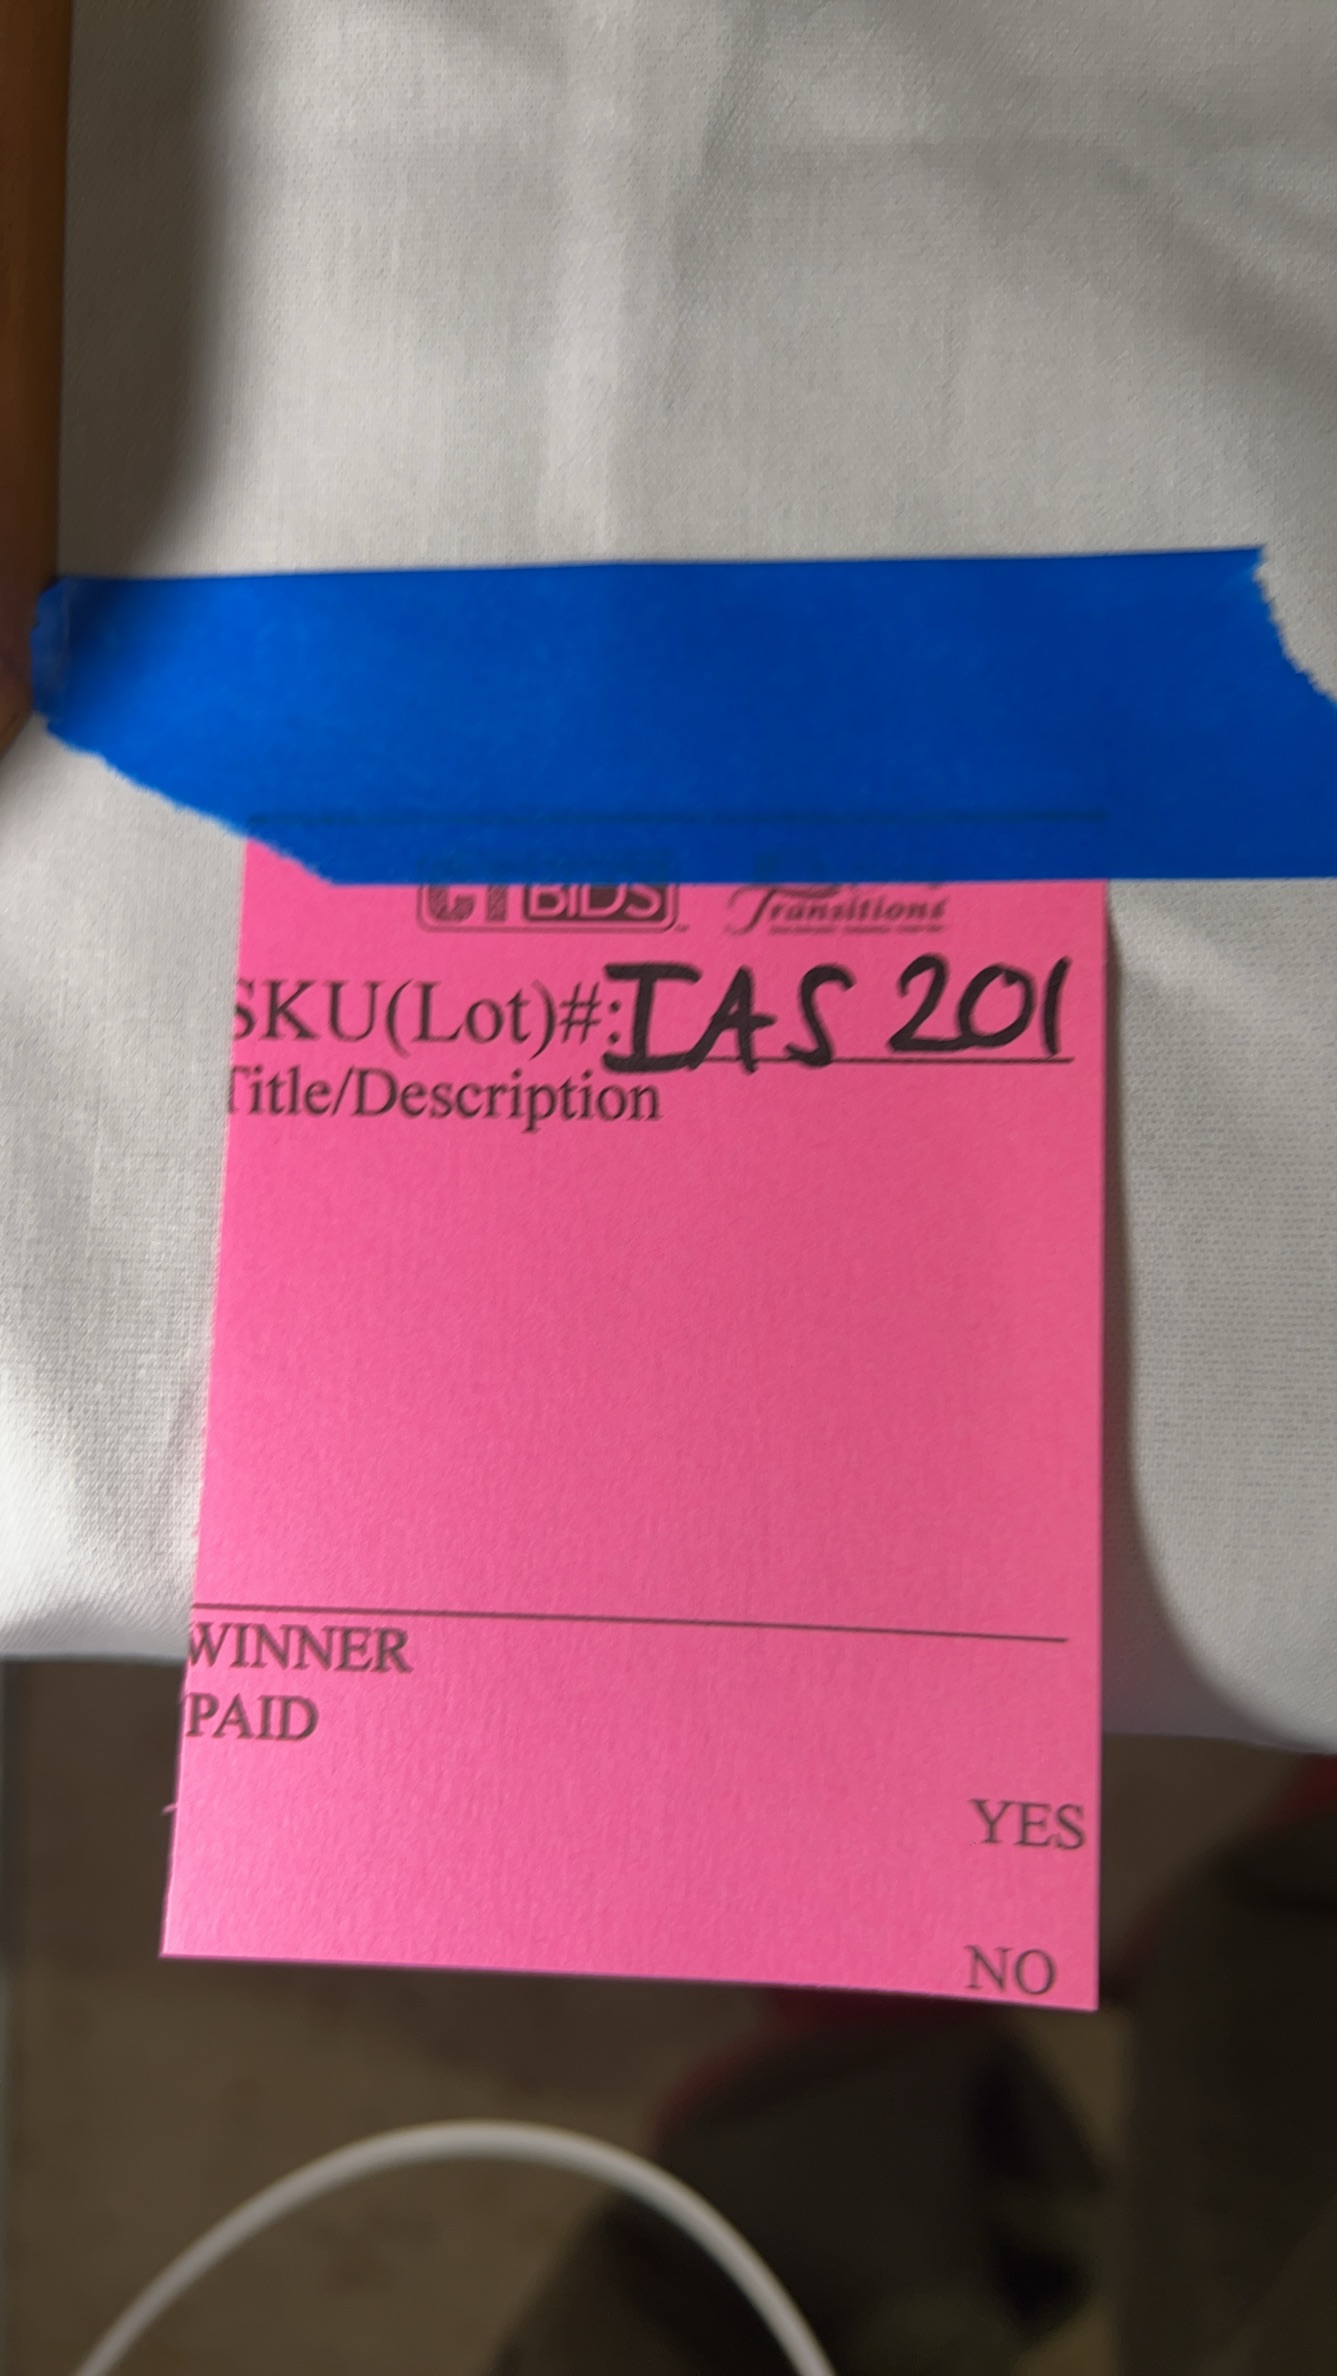 CTBIDS
Transitions
SKU(Lot)#: IAS 201
Title/Description
WINNER
PAID
YES
NO